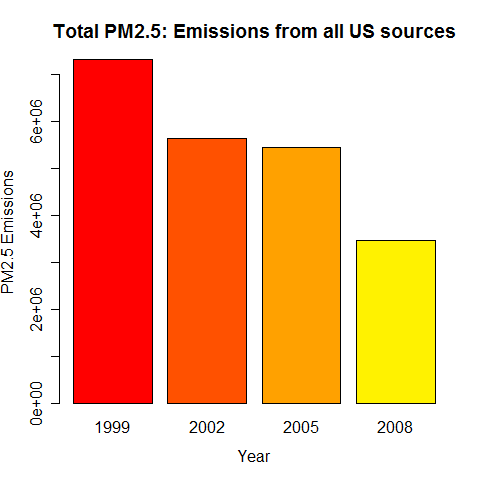 Total PM2.5: Emissions from all US sources
PM2.5 Emissions
6e+06
4e+06
2e+06
0e+00
1999 2002 2005 2008
Year